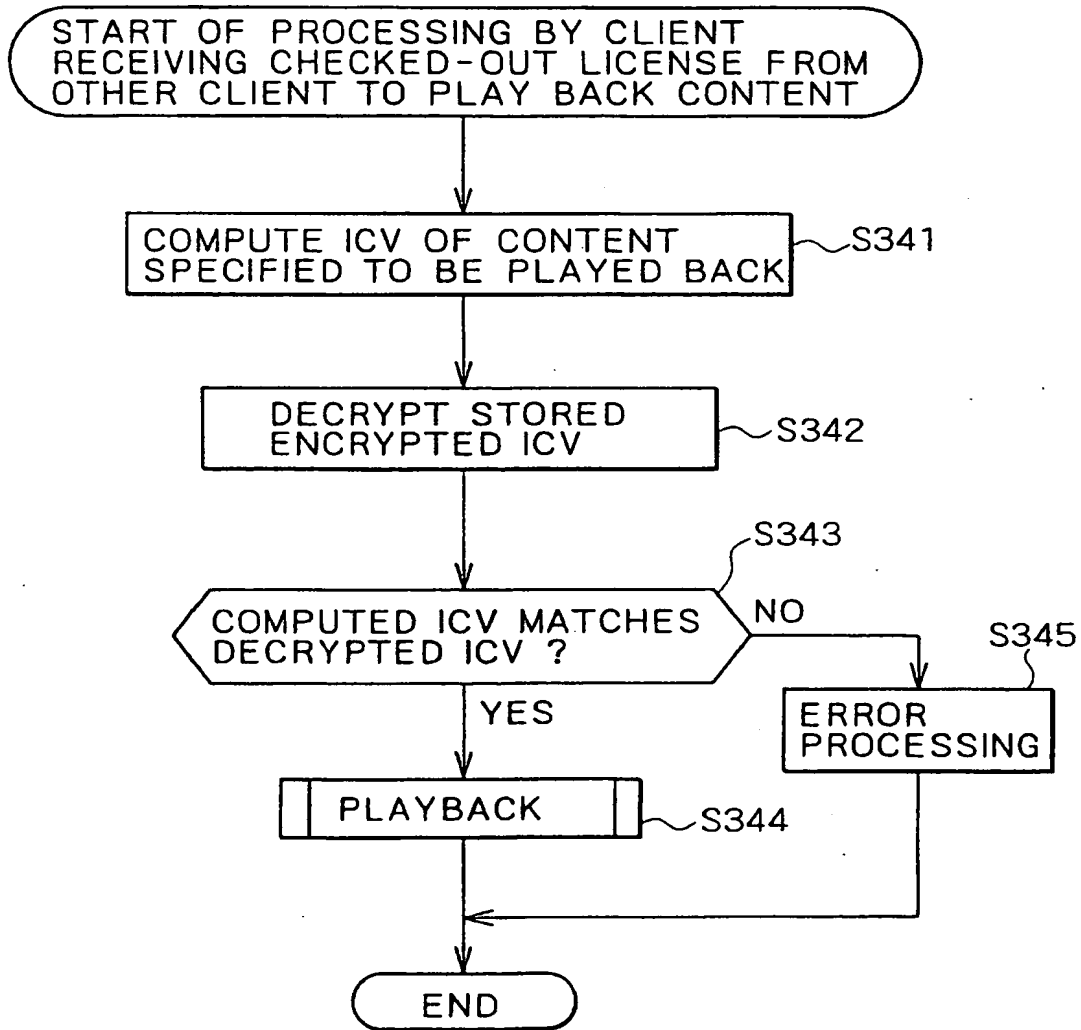 START OF PROCESSING BY CLIENT
RECEIVING CHECKED-OUT LICENSE FROM
OTHER CLIENT TO PLAY BACK CONTENT
COMPUTE ICV OF CONTENT
SPECIFIED TO BE PLAYED BACK
S341
DECRYPT STORED
ENCRYPTED ICV
S342
S343
COMPUTED ICV MATCHES
DECRYPTED ICV ?
NO
S345
YES
ERROR
PROCESSING
PLAYBACK
S344
END